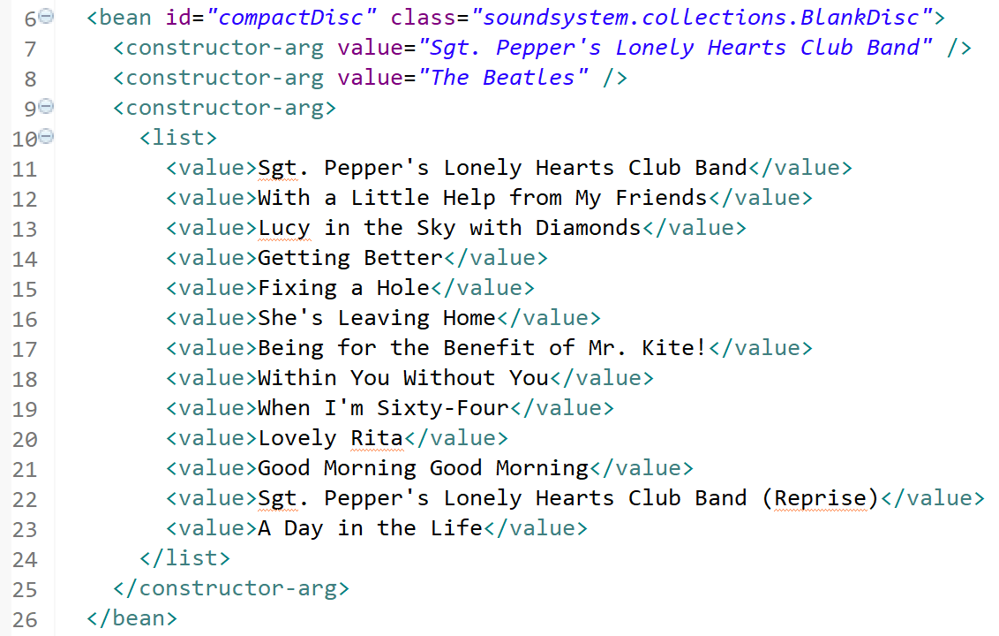 6 <bean id="compactDisc" class="soundsystem.collections.BlankDisc">
7 <constructor-arg value="Sgt. Pepper's Lonely Hearts Club Band" />
8 <constructor-arg value="The Beatles" />
9 <constructor-arg>
10 <list>
11 <value>Sgt. Pepper's Lonely Hearts Club Band</value>
12 <value>With a Little Help from My Friends</value>
13 <value>Lucy in the Sky with Diamonds</value>
14 <value>Getting Better</value>
15 <value>Fixing a Hole</value>
16 <value>She's Leaving Home</value>
17 <value>Being for the Benefit of Mr. Kite!</value>
18 <value>Within You Without You</value>
19 <value>When I'm Sixty-Four</value>
20 <value>Lovely Rita</value>
21 <value>Good Morning Good Morning</value>
22 <value>Sgt. Pepper's Lonely Hearts Club Band (Reprise)</value>
23 <value>A Day in the Life</value>
24 </list>
25 </constructor-arg>
26 </bean>